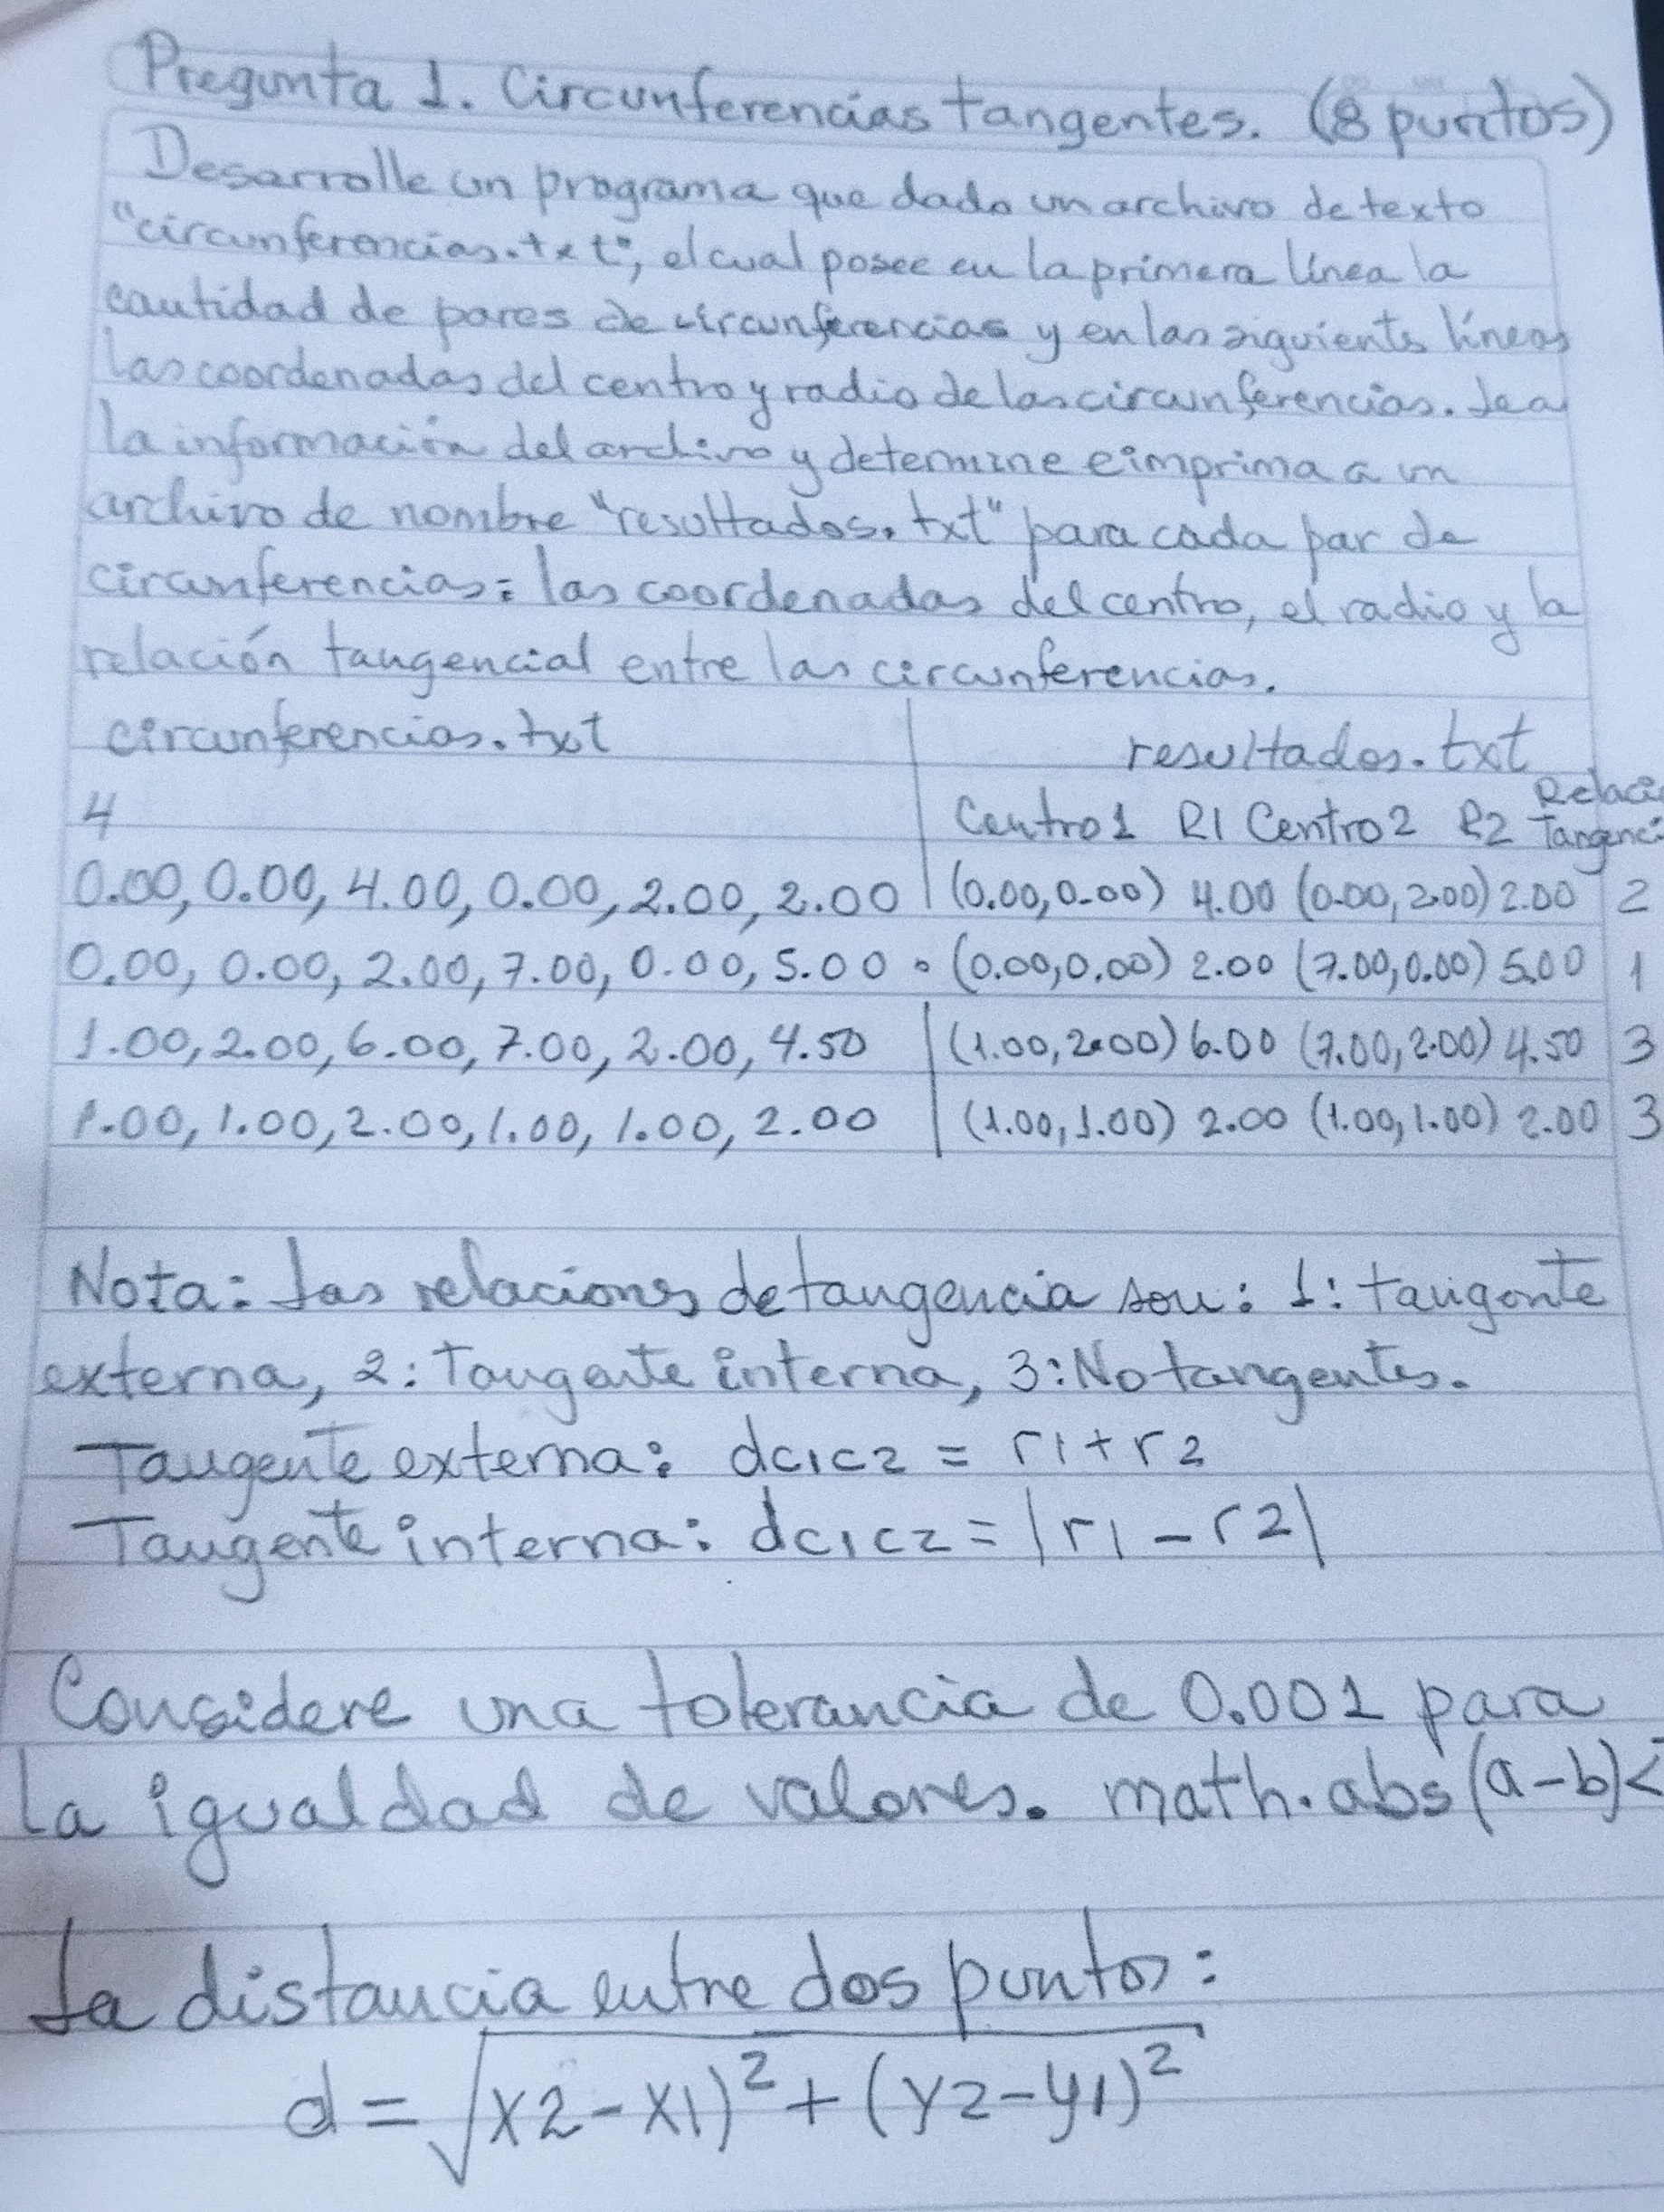 Pregunta 1. Circunferencias tangentes. (8 puntos)
Desarrolle un programa que dado un archivo de texto
"circunferencias.txt", el cual posee en la primera línea la
cantidad de pares de circunferencias y en las siguientes líneas
las coordenadas del centro y radio de las circunferencias. Lea
la información del archivo y determine e imprima a un
archivo de nombre "resultados.txt" para cada par de
circunferencias: las coordenadas del centro, el radio y la
relación tangencial entre las circunferencias.
circunferencias.txt resultados.txt
4 Centro1 R1 Centro2 R2 Relaci Tangenci
0.00, 0.00, 4.00, 0.00, 2.00, 2.00 (0.00,0.00) 4.00 (0.00,2.00) 2.00 2
0.00, 0.00, 2.00, 7.00, 0.00, 5.00 (0.00,0.00) 2.00 (7.00,0.00) 5.00 1
1.00, 2.00, 6.00, 7.00, 2.00, 4.50 (1.00,2.00) 6.00 (7.00,2.00) 4.50 3
1.00, 1.00, 2.00, 1.00, 1.00, 2.00 (1.00,1.00) 2.00 (1.00,1.00) 2.00 3
Nota: Las relaciones de tangencia son: 1: tangente
externa, 2: Tangente interna, 3: No tangentes.
Tangente externa: dc1c2 = r1 + r2
Tangente interna: dc1c2 = |r1 - r2|
Considere una tolerancia de 0.001 para
la igualdad de valores. math.abs(a-b)<
La distancia entre dos puntos:
d = √x2-x1)² + (y2-y1)²